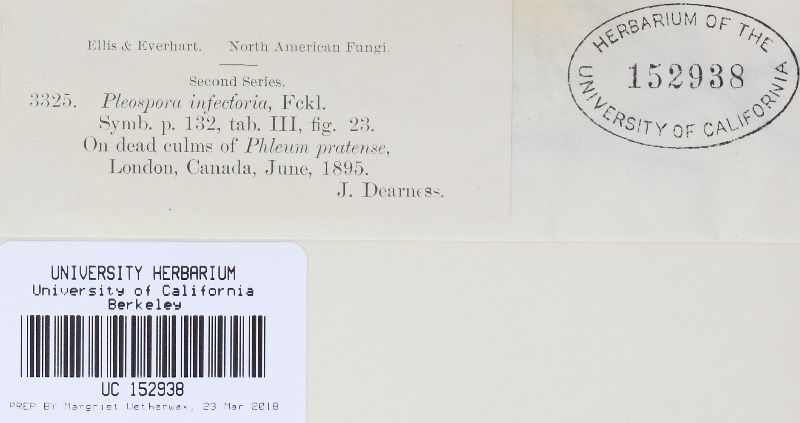 Ellis & Everhart. North American Fungi.
Second Series.
3325. Pleospora infectoria, Fckl.
Symb. p. 132, tab. III, fig. 23.
On dead culms of Phleum pratense,
London, Canada, June, 1895.
J. Dearness.
HERBARIUM OF THE
152938
UNIVERSITY OF CALIFORNIA
UNIVERSITY HERBARIUM
University of California
Berkeley
UC 152938
PREP BY Margriet Wetherwax, 23 Mar 2018